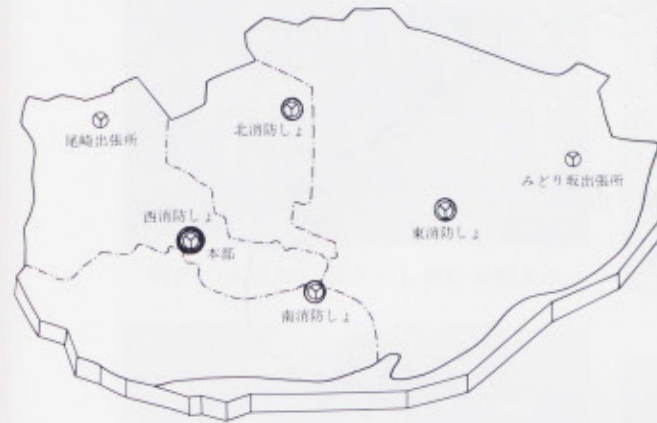 北消防しょ
尾崎出張所
みどり坂出張所
西消防しょ
東消防しょ
本部
南消防しょ